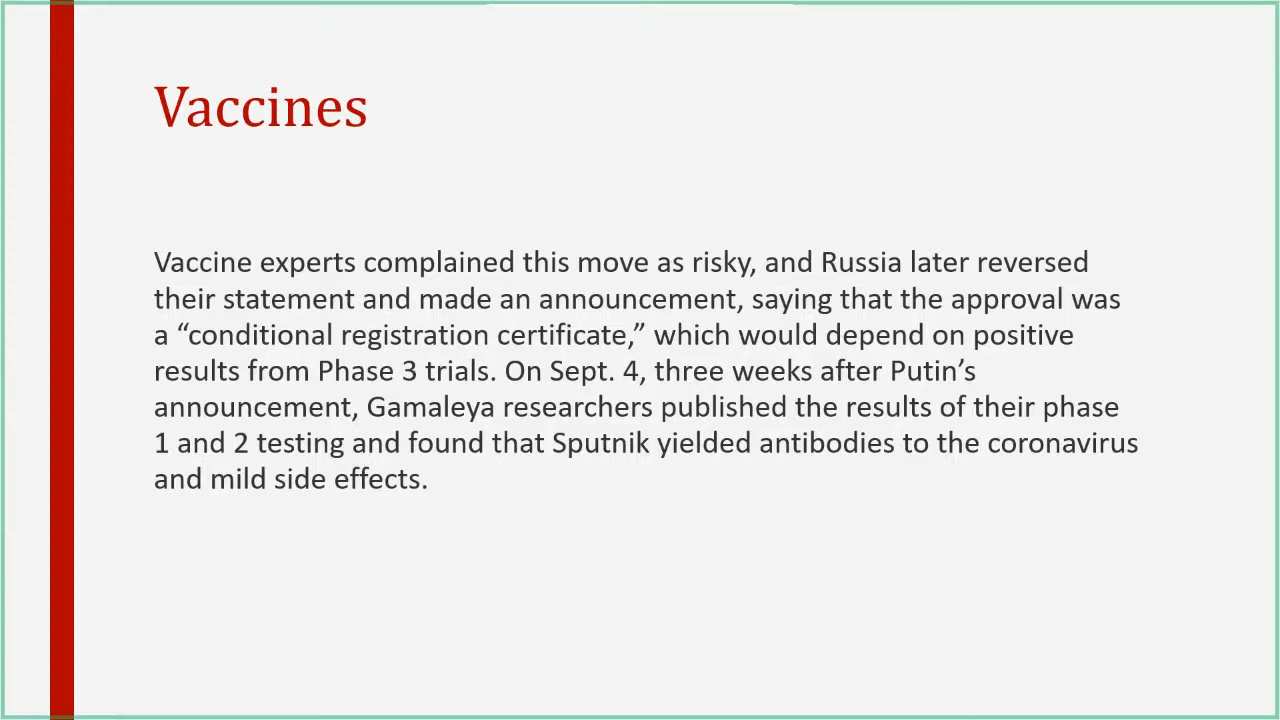 Vaccines
Vaccine experts complained this move as risky, and Russia later reversed
their statement and made an announcement, saying that the approval was
a “conditional registration certificate,” which would depend on positive
results from Phase 3 trials. On Sept. 4, three weeks after Putin’s
announcement, Gamaleya researchers published the results of their phase
1 and 2 testing and found that Sputnik yielded antibodies to the coronavirus
and mild side effects.